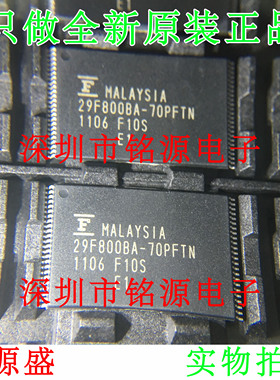 只做全新原装正品
MALAYSIA
29F800BA-70PFTN
1106 F10S
E1
深圳市铭源电子
MALAYSIA
29F800BA-70PFTN
1106 F10S
深圳市铭源电子
源盛
实物拍